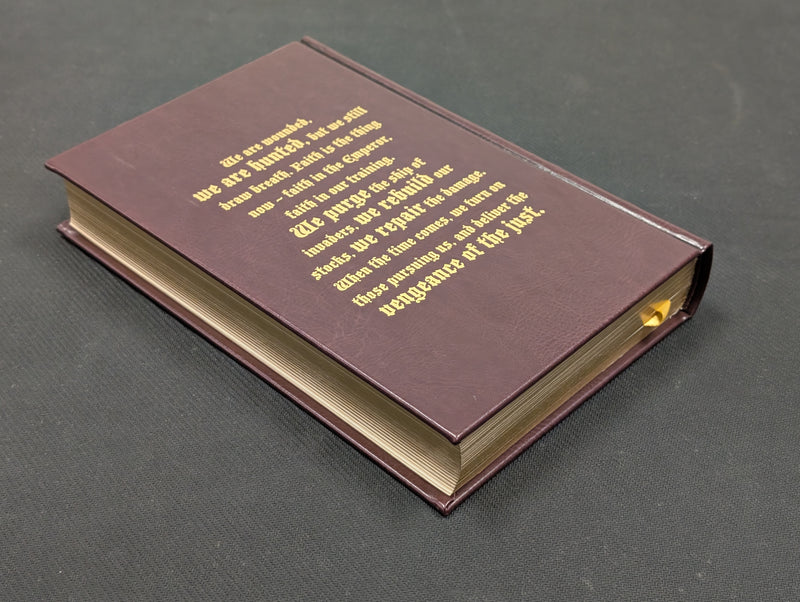 We are wounded,
we are hunted, but we still
draw breath. Faith is the thing
now – faith in the Emperor,
faith in our training.
We purge the ship of
invaders, we rebuild our
stocks, we repair the damage.
When the time comes, we turn on
those pursuing us, and deliver the
vengeance of the just.